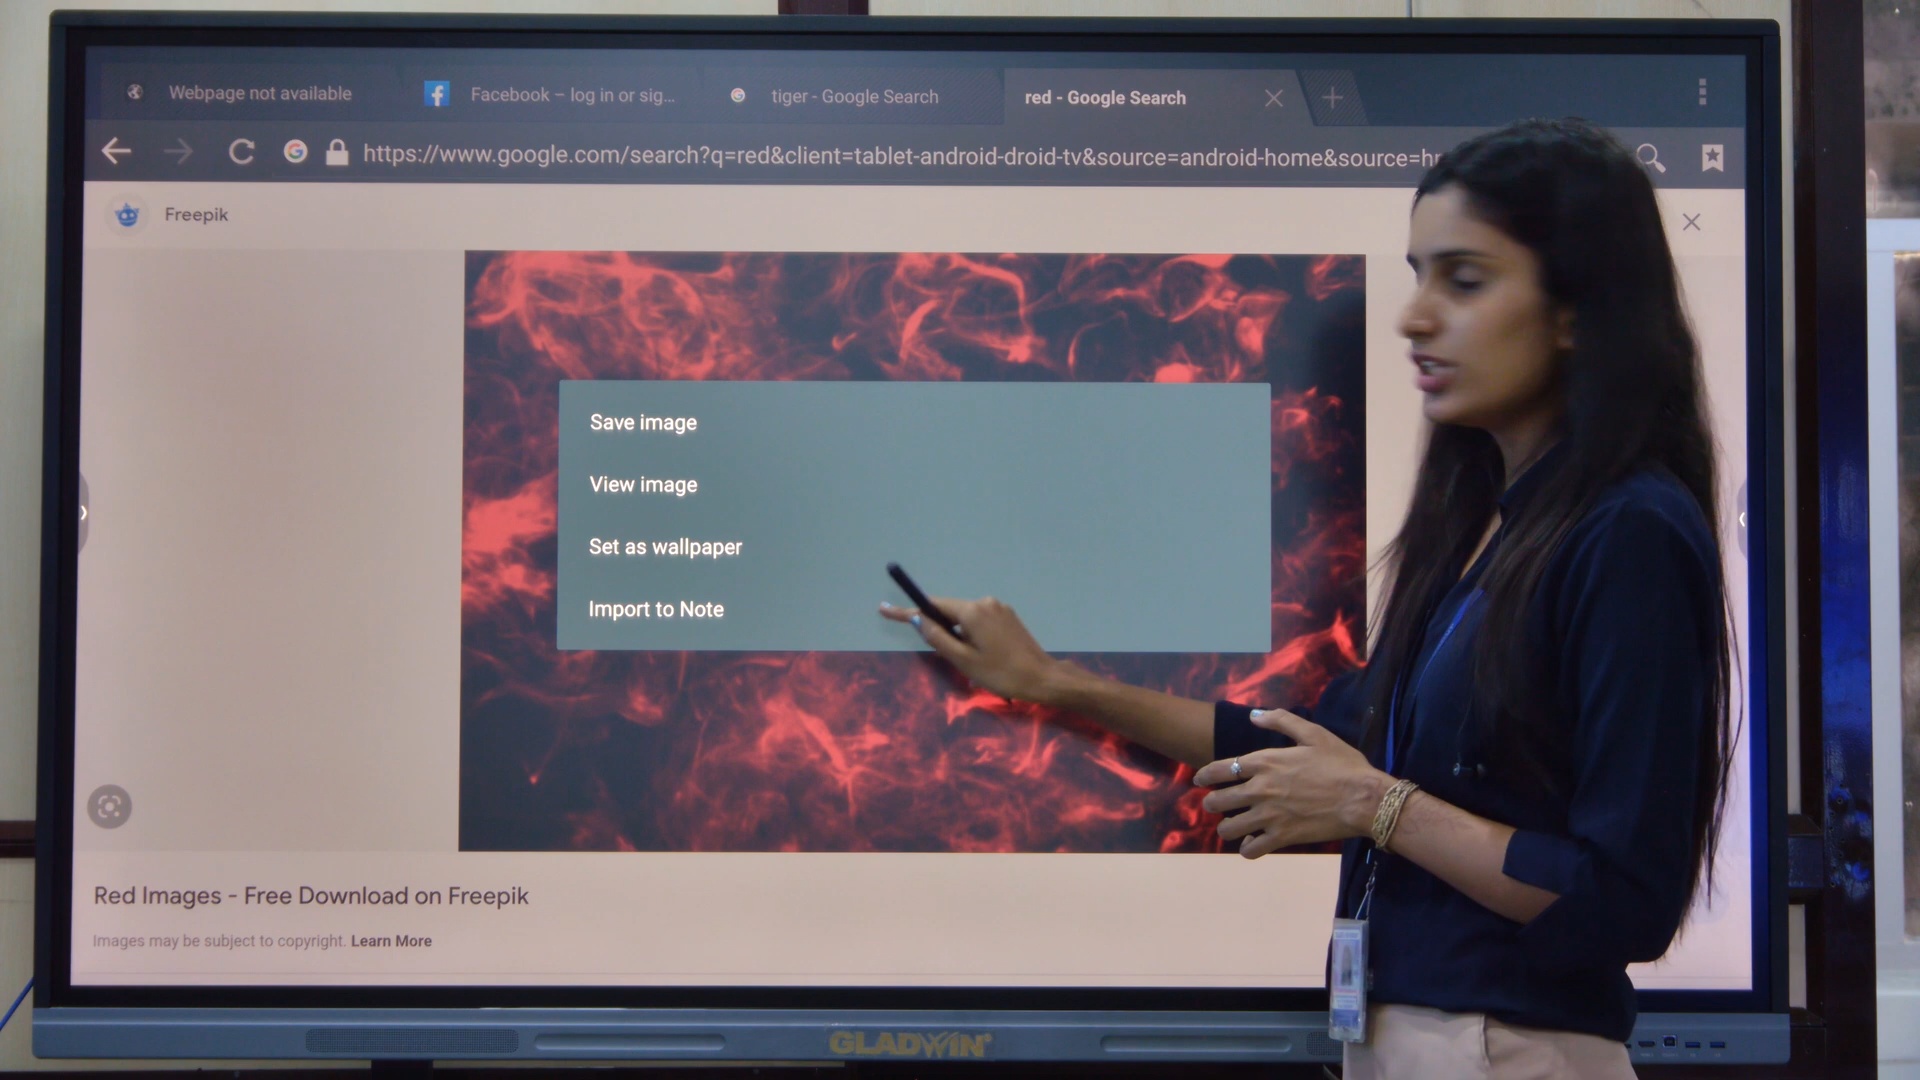 Webpage not available
Facebook – log in or sig...
tiger - Google Search
red - Google Search
https://www.google.com/search?q=red&client=tablet-android-droid-tv&source=android-home&source=h
Freepik
Save image
View image
Set as wallpaper
Import to Note
Red Images - Free Download on Freepik
Images may be subject to copyright. Learn More
GLADWIN